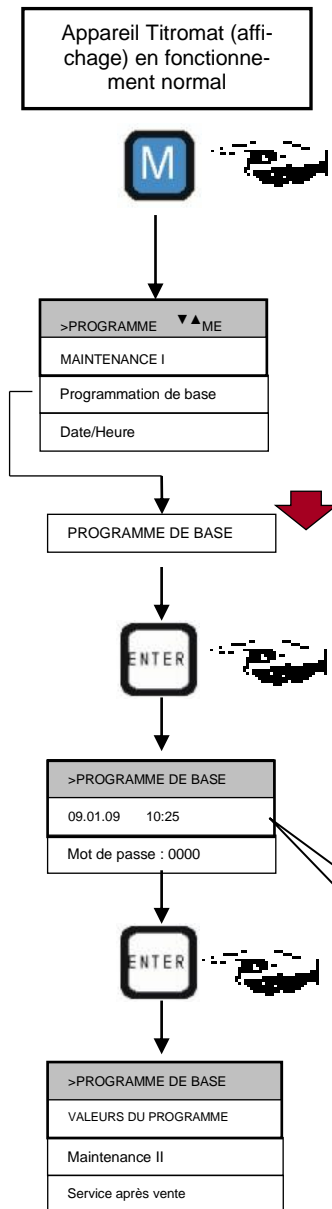 Appareil Titromat (affi-
chage) en fonctionne-
ment normal
M
>PROGRAMME ▼▲ME
MAINTENANCE I
Programmation de base
Date/Heure
PROGRAMME DE BASE
ENTER
>PROGRAMME DE BASE
09.01.09 10:25
Mot de passe : 0000
ENTER
>PROGRAMME DE BASE
VALEURS DU PROGRAMME
Maintenance II
Service après vente